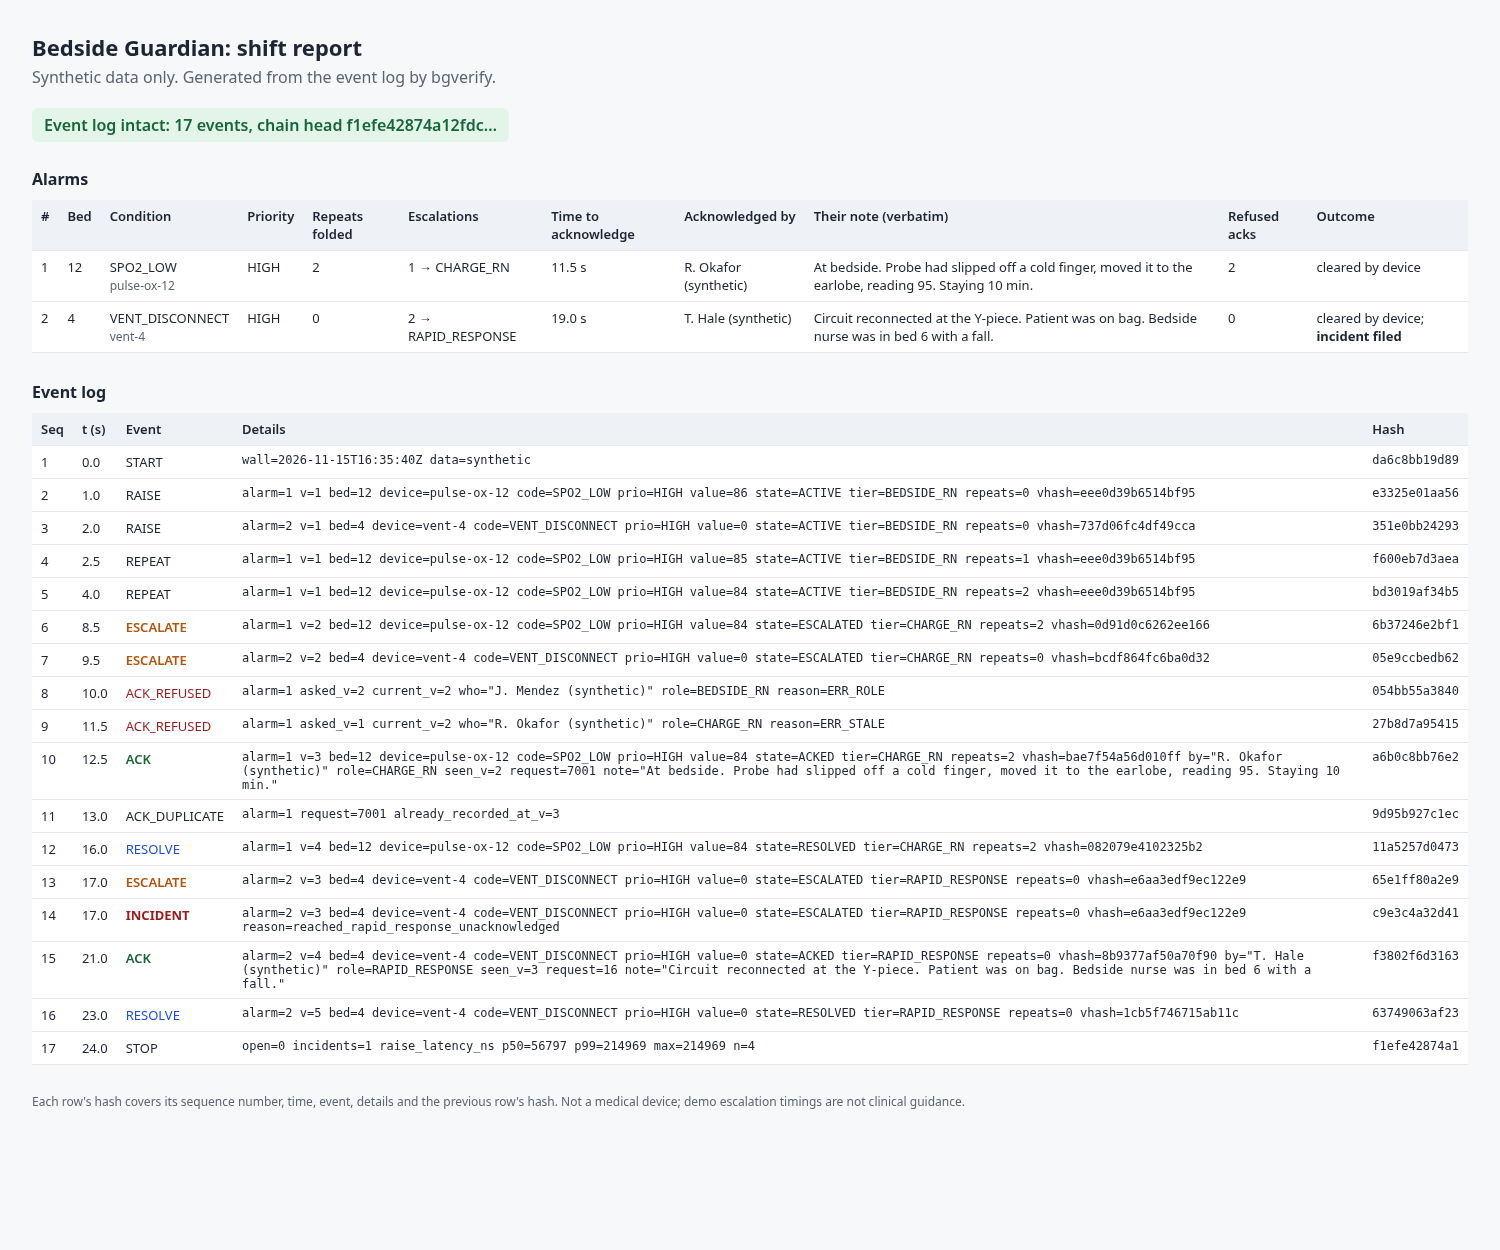 Bedside Guardian: shift report
Synthetic data only. Generated from the event log by bgverify.
Event log intact: 17 events, chain head f1efe42874a12fdc...
Alarms
# Bed Condition Priority Repeats folded Escalations Time to acknowledge Acknowledged by Their note (verbatim) Refused acks Outcome
1 12 SPO2_LOW HIGH 2 1 → CHARGE_RN 11.5 s R. Okafor At bedside. Probe had slipped off a cold finger, moved it to the 2 cleared by device
pulse-ox-12 (synthetic) earlobe, reading 95. Staying 10 min.
2 4 VENT_DISCONNECT HIGH 0 2 → 19.0 s T. Hale (synthetic) Circuit reconnected at the Y-piece. Patient was on bag. Bedside 0 cleared by device;
vent-4 RAPID_RESPONSE nurse was in bed 6 with a fall. incident filed
Event log
Seq t (s) Event Details Hash
1 0.0 START wall=2026-11-15T16:35:40Z data=synthetic da6c8bb19d89
2 1.0 RAISE alarm=1 v=1 bed=12 device=pulse-ox-12 code=SPO2_LOW prio=HIGH value=86 state=ACTIVE tier=BEDSIDE_RN repeats=0 vhash=eee0d39b6514bf95 e3325e01aa56
3 2.0 RAISE alarm=2 v=1 bed=4 device=vent-4 code=VENT_DISCONNECT prio=HIGH value=0 state=ACTIVE tier=BEDSIDE_RN repeats=0 vhash=737d06fc4df49cca 351e0bb24293
4 2.5 REPEAT alarm=1 v=1 bed=12 device=pulse-ox-12 code=SPO2_LOW prio=HIGH value=85 state=ACTIVE tier=BEDSIDE_RN repeats=1 vhash=eee0d39b6514bf95 f600eb7d3aea
5 4.0 REPEAT alarm=1 v=1 bed=12 device=pulse-ox-12 code=SPO2_LOW prio=HIGH value=84 state=ACTIVE tier=BEDSIDE_RN repeats=2 vhash=eee0d39b6514bf95 bd3019af34b5
6 8.5 ESCALATE alarm=1 v=2 bed=12 device=pulse-ox-12 code=SPO2_LOW prio=HIGH value=84 state=ESCALATED tier=CHARGE_RN repeats=2 vhash=0d91d0c6262ee166 6b37246e2bf1
7 9.5 ESCALATE alarm=2 v=2 bed=4 device=vent-4 code=VENT_DISCONNECT prio=HIGH value=0 state=ESCALATED tier=CHARGE_RN repeats=0 vhash=bcdf864fc6ba0d32 05e9ccbedb62
8 10.0 ACK_REFUSED alarm=1 asked_v=2 current_v=2 who="J. Mendez (synthetic)" role=BEDSIDE_RN reason=ERR_ROLE 054bb55a3840
9 11.5 ACK_REFUSED alarm=1 asked_v=1 current_v=2 who="R. Okafor (synthetic)" role=CHARGE_RN reason=ERR_STALE 27b8d7a95415
10 12.5 ACK alarm=1 v=3 bed=12 device=pulse-ox-12 code=SPO2_LOW prio=HIGH value=84 state=ACKED tier=CHARGE_RN repeats=2 vhash=bae7f54a56d010ff by="R. Okafor a6b0c8bb76e2
(synthetic)" role=CHARGE_RN seen_v=2 request=7001 note="At bedside. Probe had slipped off a cold finger, moved it to the earlobe, reading 95. Staying 10
min."
11 13.0 ACK_DUPLICATE alarm=1 request=7001 already_recorded_at_v=3 9d95b927c1ec
12 16.0 RESOLVE alarm=1 v=4 bed=12 device=pulse-ox-12 code=SPO2_LOW prio=HIGH value=84 state=RESOLVED tier=CHARGE_RN repeats=2 vhash=082079e4102325b2 11a5257d0473
13 17.0 ESCALATE alarm=2 v=3 bed=4 device=vent-4 code=VENT_DISCONNECT prio=HIGH value=0 state=ESCALATED tier=RAPID_RESPONSE repeats=0 vhash=e6aa3edf9ec122e9 65e1ff80a2e9
14 17.0 INCIDENT alarm=2 v=3 bed=4 device=vent-4 code=VENT_DISCONNECT prio=HIGH value=0 state=ESCALATED tier=RAPID_RESPONSE repeats=0 vhash=e6aa3edf9ec122e9 c9e3c4a32d41
reason=reached_rapid_response_unacknowledged
15 21.0 ACK alarm=2 v=4 bed=4 device=vent-4 code=VENT_DISCONNECT prio=HIGH value=0 state=ACKED tier=RAPID_RESPONSE repeats=0 vhash=8b9377af50a70f90 by="T. Hale f3802f6d3163
(synthetic)" role=RAPID_RESPONSE seen_v=3 request=16 note="Circuit reconnected at the Y-piece. Patient was on bag. Bedside nurse was in bed 6 with a
fall."
16 23.0 RESOLVE alarm=2 v=5 bed=4 device=vent-4 code=VENT_DISCONNECT prio=HIGH value=0 state=RESOLVED tier=RAPID_RESPONSE repeats=0 vhash=1cb5f746715ab11c 63749063af23
17 24.0 STOP open=0 incidents=1 raise_latency_ns p50=56797 p99=214969 max=214969 n=4 f1efe42874a1
Each row's hash covers its sequence number, time, event, details and the previous row's hash. Not a medical device; demo escalation timings are not clinical guidance.